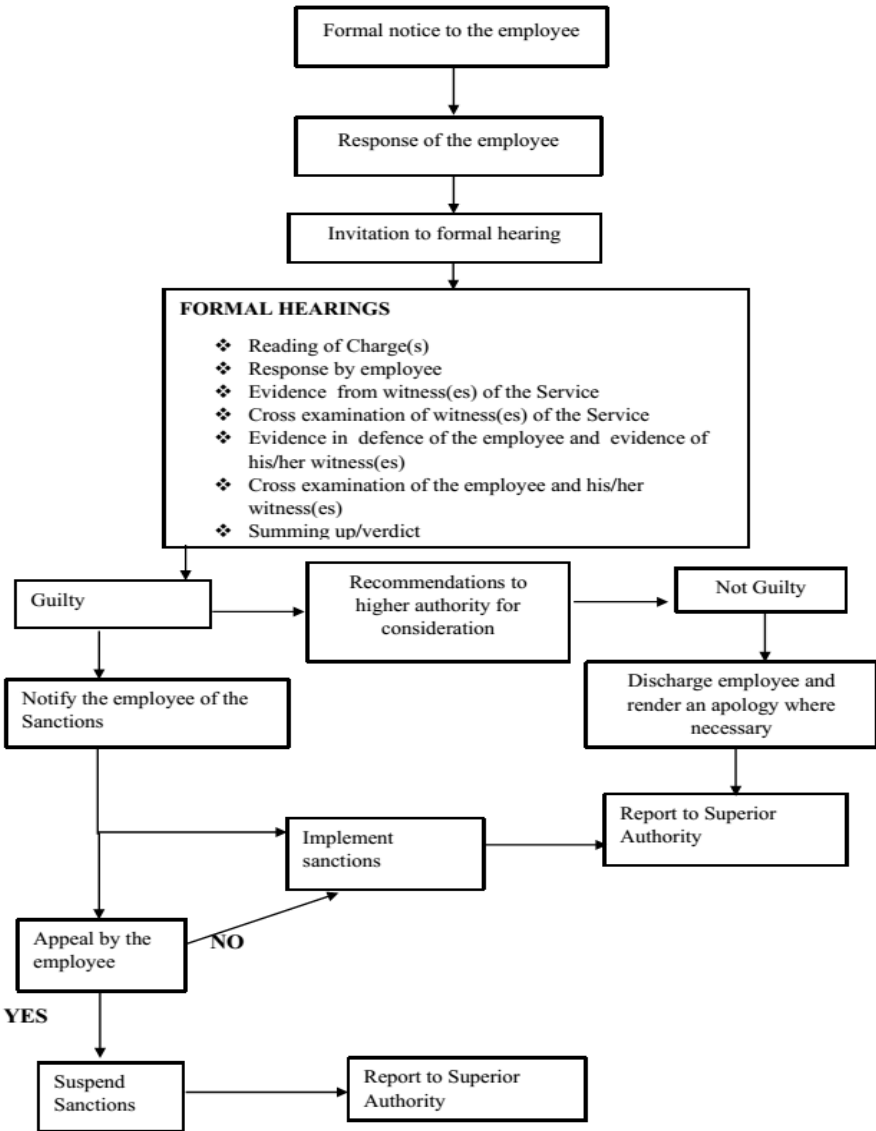 Formal notice to the employee
Response of the employee
Invitation to formal hearing
FORMAL HEARINGS
❖ Reading of Charge(s)
❖ Response by employee
❖ Evidence from witness(es) of the Service
❖ Cross examination of witness(es) of the Service
❖ Evidence in defence of the employee and evidence of
his/her witness(es)
❖ Cross examination of the employee and his/her
witness(es)
❖ Summing up/verdict
Guilty
Recommendations to
higher authority for
consideration
Not Guilty
Notify the employee of the
Sanctions
Discharge employee and
render an apology where
necessary
Implement
sanctions
Report to Superior
Authority
Appeal by the
employee
NO
YES
Suspend
Sanctions
Report to Superior
Authority